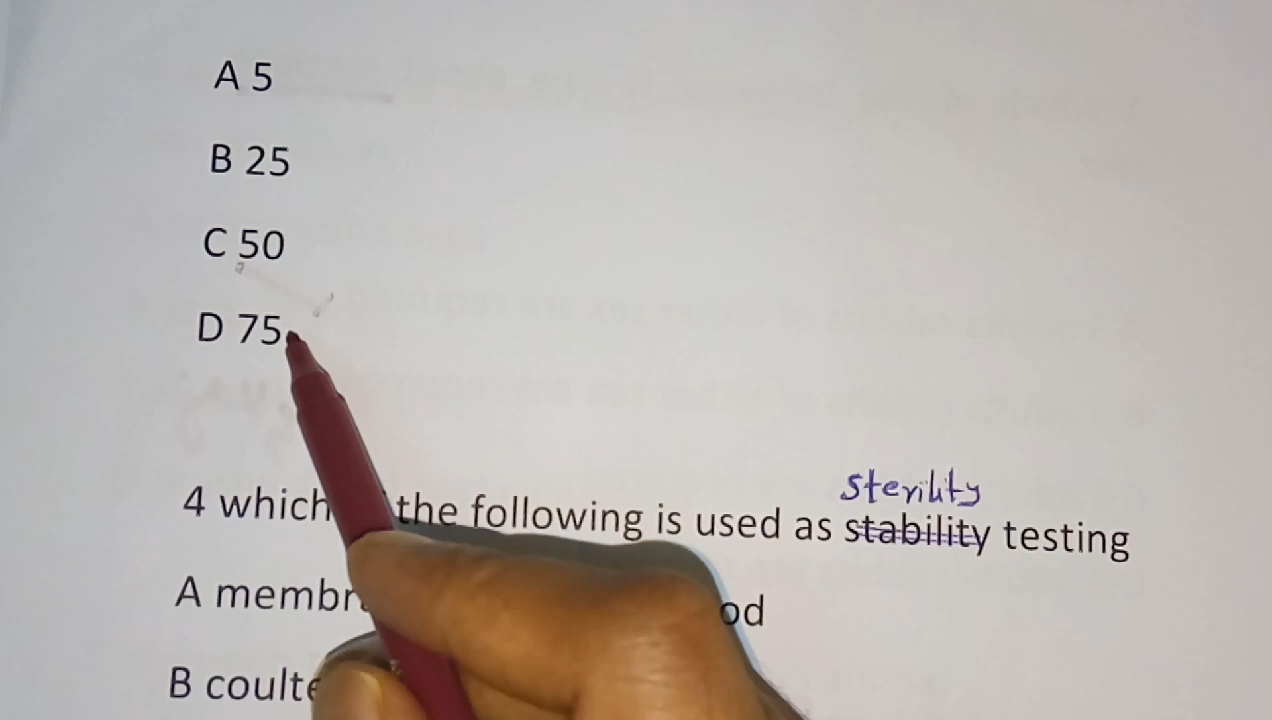 A 5
B 25
C 50
D 75
sterility
4 which the following is used as stability testing
A membr od
B coulte